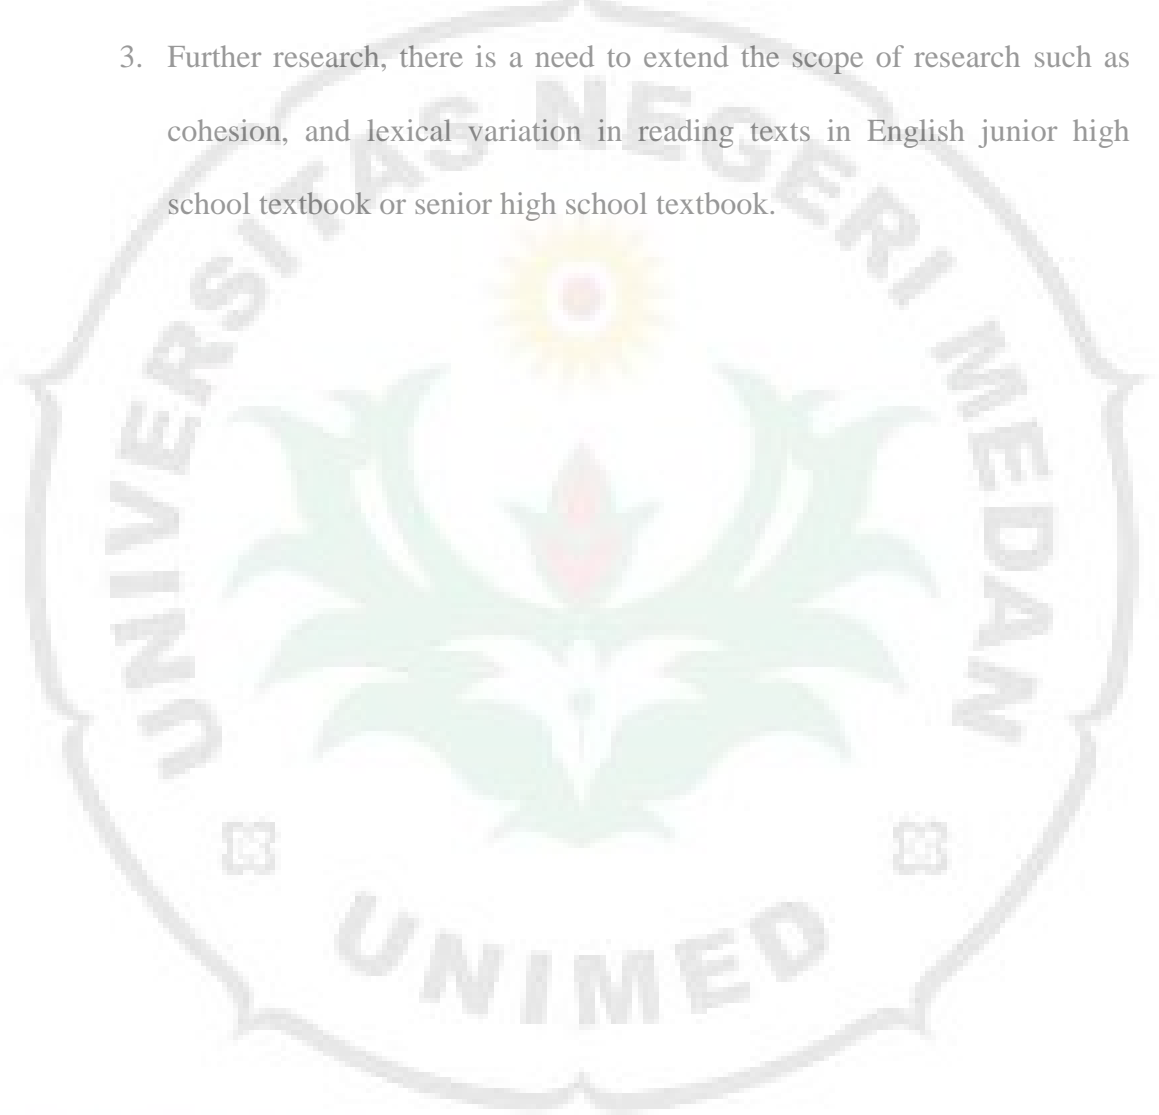 3. Further research, there is a need to extend the scope of research such as
cohesion, and lexical variation in reading texts in English junior high
school textbook or senior high school textbook.
UNIVERSITAS NEGERI MEDAN
UNIMED